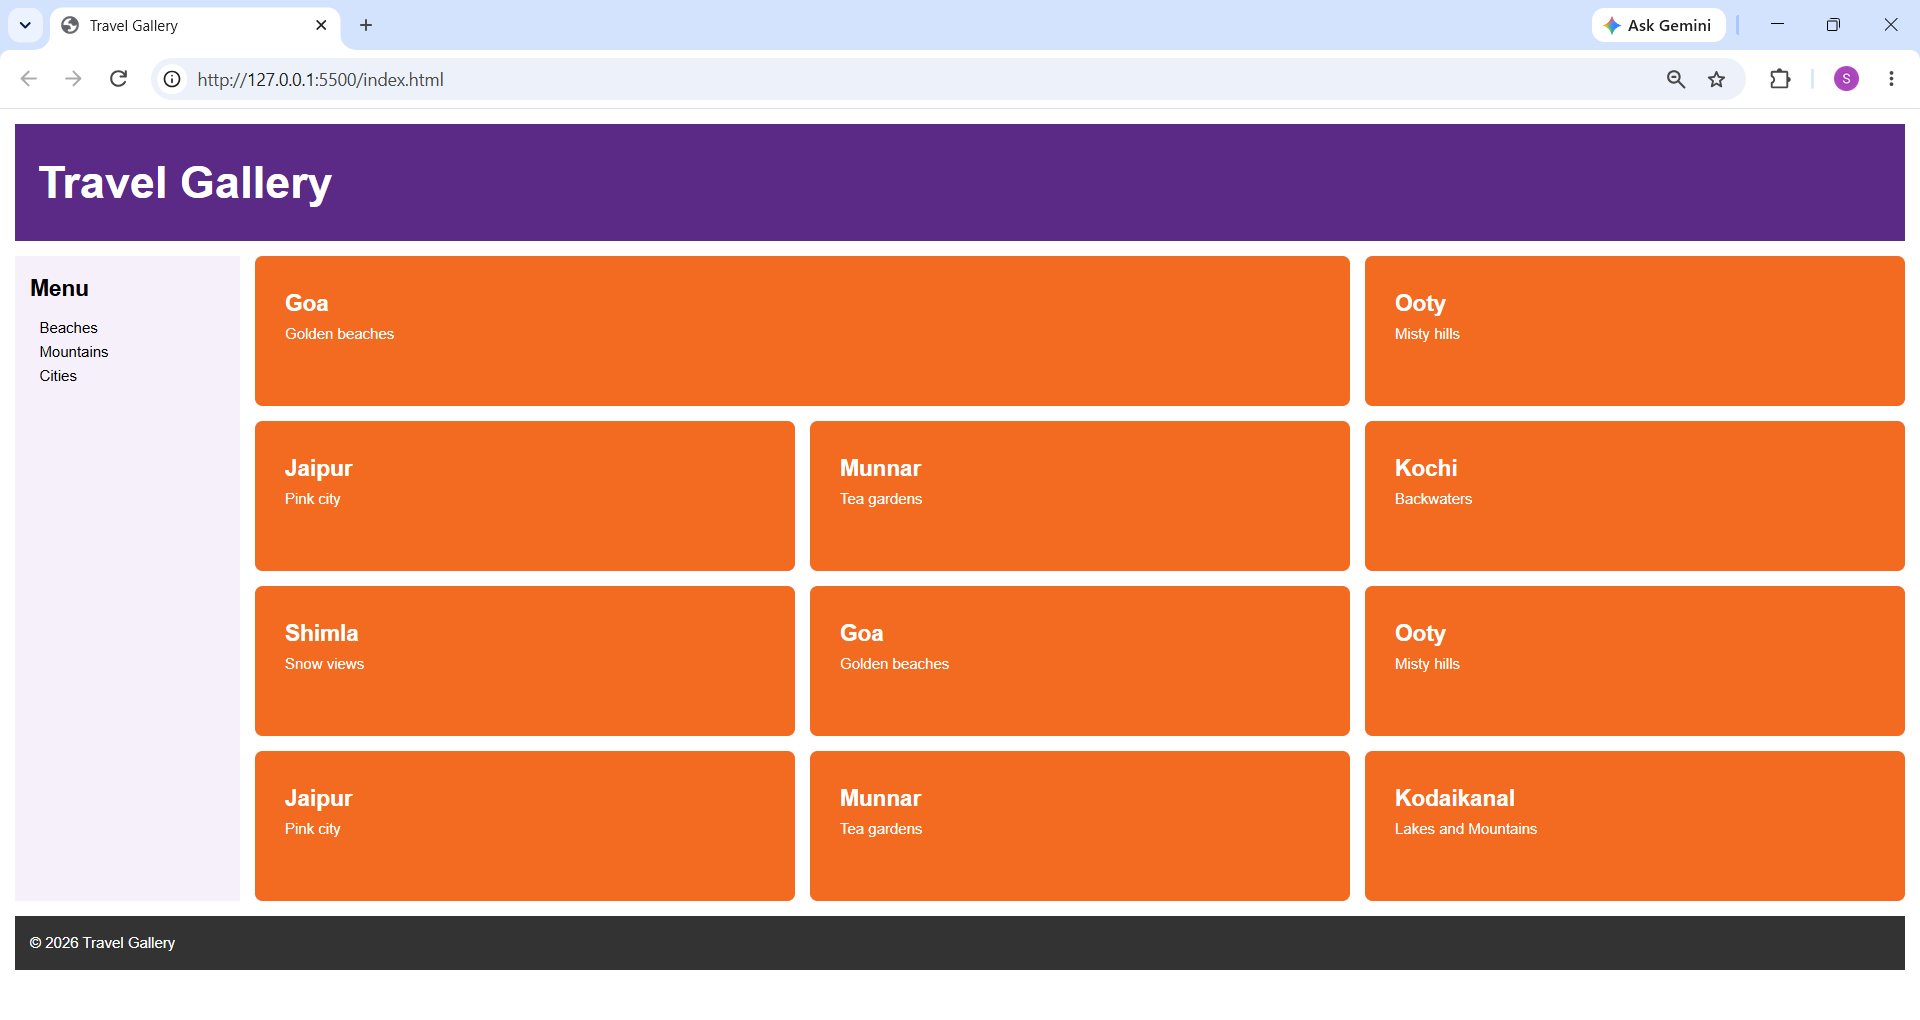 Travel Gallery
Ask Gemini
http://127.0.0.1:5500/index.html
S
Travel Gallery
Menu
Beaches
Mountains
Cities
Goa
Golden beaches
Ooty
Misty hills
Jaipur
Pink city
Munnar
Tea gardens
Kochi
Backwaters
Shimla
Snow views
Goa
Golden beaches
Ooty
Misty hills
Jaipur
Pink city
Munnar
Tea gardens
Kodaikanal
Lakes and Mountains
© 2026 Travel Gallery